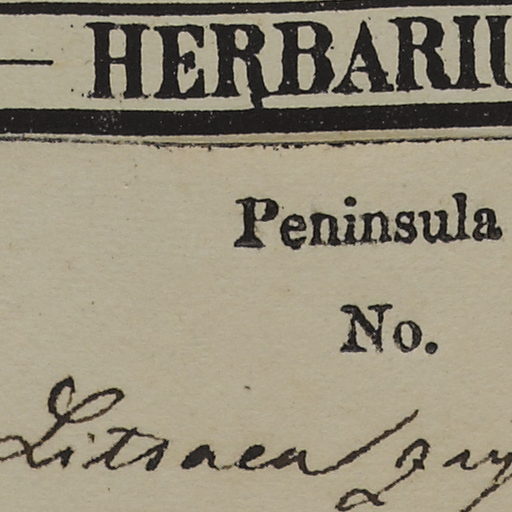 — HERBARIU
Peninsula
No.
Litsaea